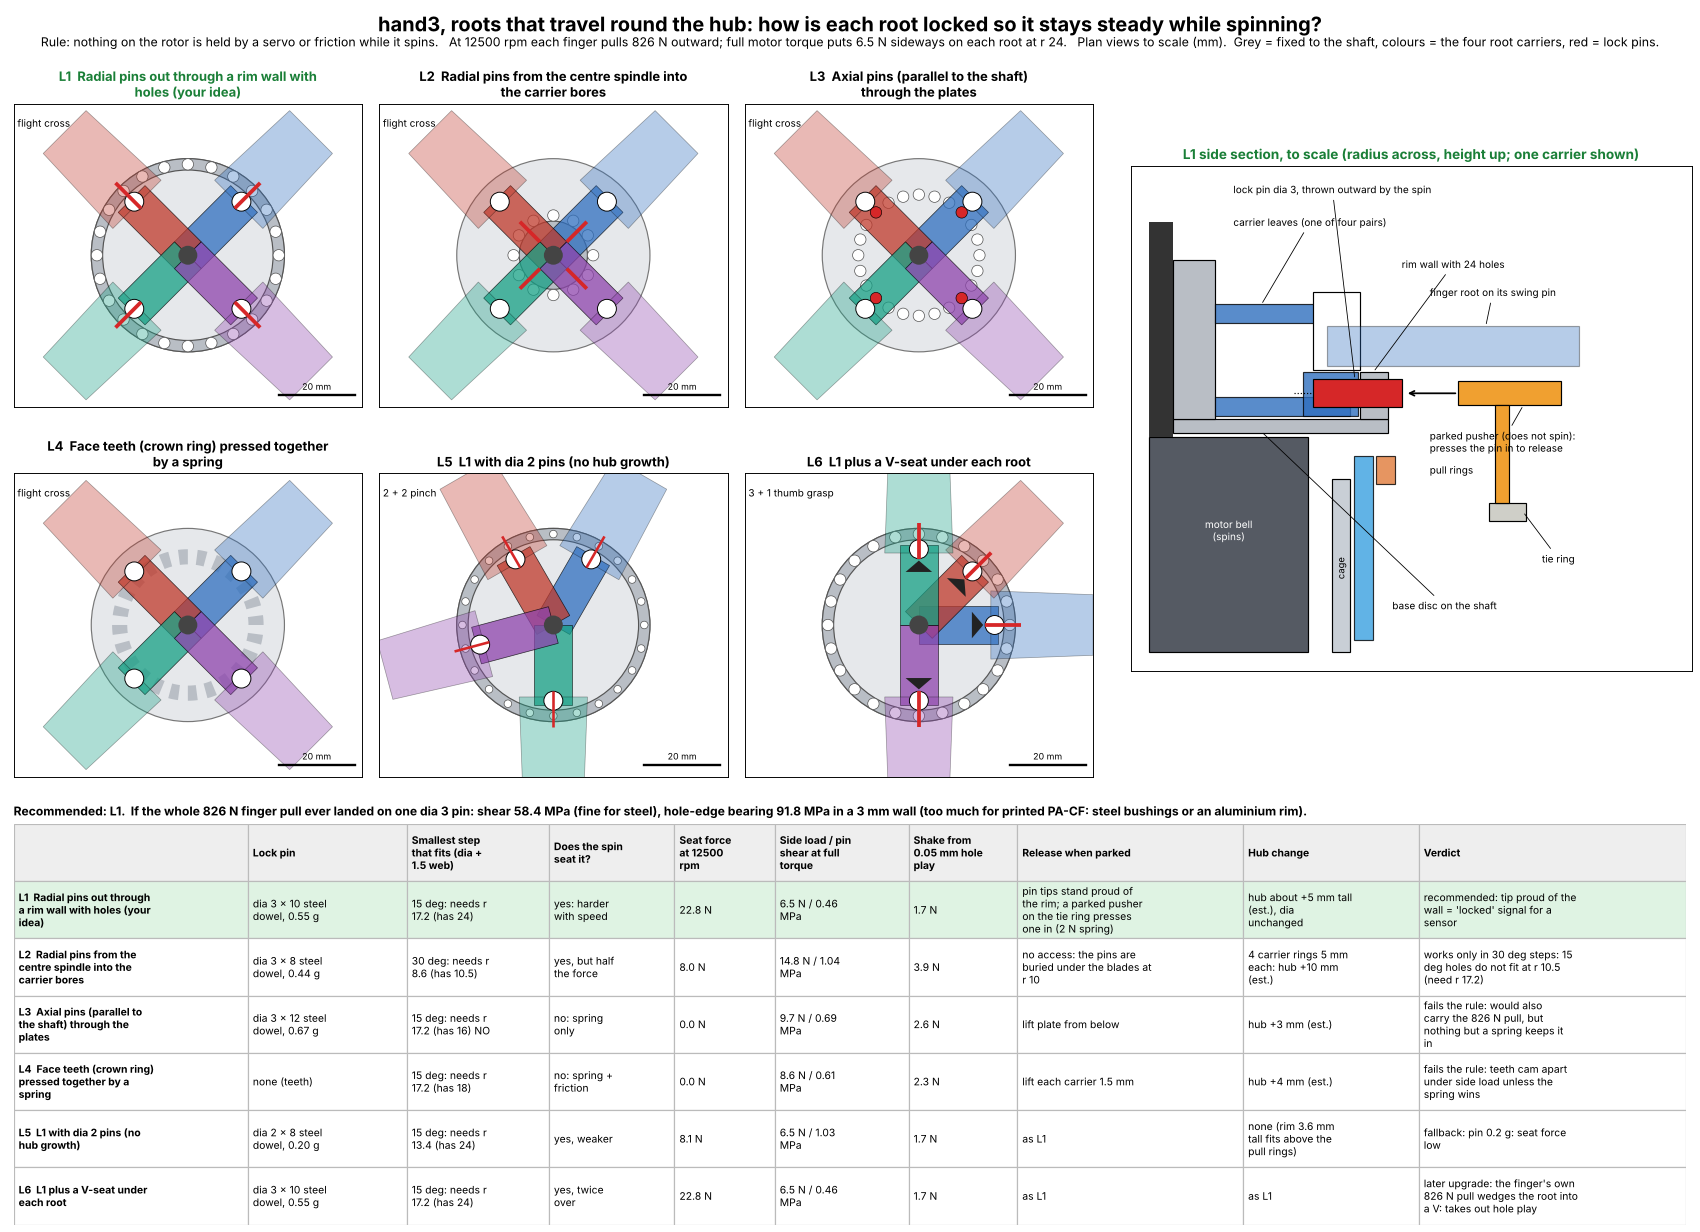 hand3, roots that travel round the hub: how is each root locked so it stays steady while spinning?
Rule: nothing on the rotor is held by a servo or friction while it spins.   At 12500 rpm each finger pulls 826 N outward; full motor torque puts 6.5 N sideways on each root at r 24.   Plan views to scale (mm).  Grey = fixed to the shaft, colours = the four root carriers, red = lock pins.
L1  Radial pins out through a rim wall with
holes (your idea)
flight cross
20 mm
L2  Radial pins from the centre spindle into
the carrier bores
flight cross
20 mm
L3  Axial pins (parallel to the shaft)
through the plates
flight cross
20 mm
L1 side section, to scale (radius across, height up; one carrier shown)
lock pin dia 3, thrown outward by the spin
carrier leaves (one of four pairs)
rim wall with 24 holes
finger root on its swing pin
parked pusher (does not spin):
presses the pin in to release
pull rings
motor bell
(spins)
cage
tie ring
base disc on the shaft
L4  Face teeth (crown ring) pressed together
by a spring
flight cross
20 mm
L5  L1 with dia 2 pins (no hub growth)
2 + 2 pinch
20 mm
L6  L1 plus a V-seat under each root
3 + 1 thumb grasp
20 mm
Recommended: L1.  If the whole 826 N finger pull ever landed on one dia 3 pin: shear 58.4 MPa (fine for steel), hole-edge bearing 91.8 MPa in a 3 mm wall (too much for printed PA-CF: steel bushings or an aluminium rim).
Lock pin
Smallest step
that fits (dia +
1.5 web)
Does the spin
seat it?
Seat force
at 12500
rpm
Side load / pin
shear at full
torque
Shake from
0.05 mm hole
play
Release when parked
Hub change
Verdict
L1  Radial pins out through
a rim wall with holes (your
idea)
dia 3 × 10 steel
dowel, 0.55 g
15 deg: needs r
17.2 (has 24)
yes: harder
with speed
22.8 N
6.5 N / 0.46
MPa
1.7 N
pin tips stand proud of
the rim; a parked pusher
on the tie ring presses
one in (2 N spring)
hub about +5 mm tall
(est.), dia
unchanged
recommended: tip proud of the
wall = 'locked' signal for a
sensor
L2  Radial pins from the
centre spindle into the
carrier bores
dia 3 × 8 steel
dowel, 0.44 g
30 deg: needs r
8.6 (has 10.5)
yes, but half
the force
8.0 N
14.8 N / 1.04
MPa
3.9 N
no access: the pins are
buried under the blades at
r 10
4 carrier rings 5 mm
each: hub +10 mm
(est.)
works only in 30 deg steps: 15
deg holes do not fit at r 10.5
(need r 17.2)
L3  Axial pins (parallel to
the shaft) through the
plates
dia 3 × 12 steel
dowel, 0.67 g
15 deg: needs r
17.2 (has 16) NO
no: spring
only
0.0 N
9.7 N / 0.69
MPa
2.6 N
lift plate from below
hub +3 mm (est.)
fails the rule: would also
carry the 826 N pull, but
nothing but a spring keeps it
in
L4  Face teeth (crown ring)
pressed together by a
spring
none (teeth)
15 deg: needs r
17.2 (has 18)
no: spring +
friction
0.0 N
8.6 N / 0.61
MPa
2.3 N
lift each carrier 1.5 mm
hub +4 mm (est.)
fails the rule: teeth cam apart
under side load unless the
spring wins
L5  L1 with dia 2 pins (no
hub growth)
dia 2 × 8 steel
dowel, 0.20 g
15 deg: needs r
13.4 (has 24)
yes, weaker
8.1 N
6.5 N / 1.03
MPa
1.7 N
as L1
none (rim 3.6 mm
tall fits above the
pull rings)
fallback: pin 0.2 g: seat force
low
L6  L1 plus a V-seat under
each root
dia 3 × 10 steel
dowel, 0.55 g
15 deg: needs r
17.2 (has 24)
yes, twice
over
22.8 N
6.5 N / 0.46
MPa
1.7 N
as L1
as L1
later upgrade: the finger's own
826 N pull wedges the root into
a V: takes out hole play